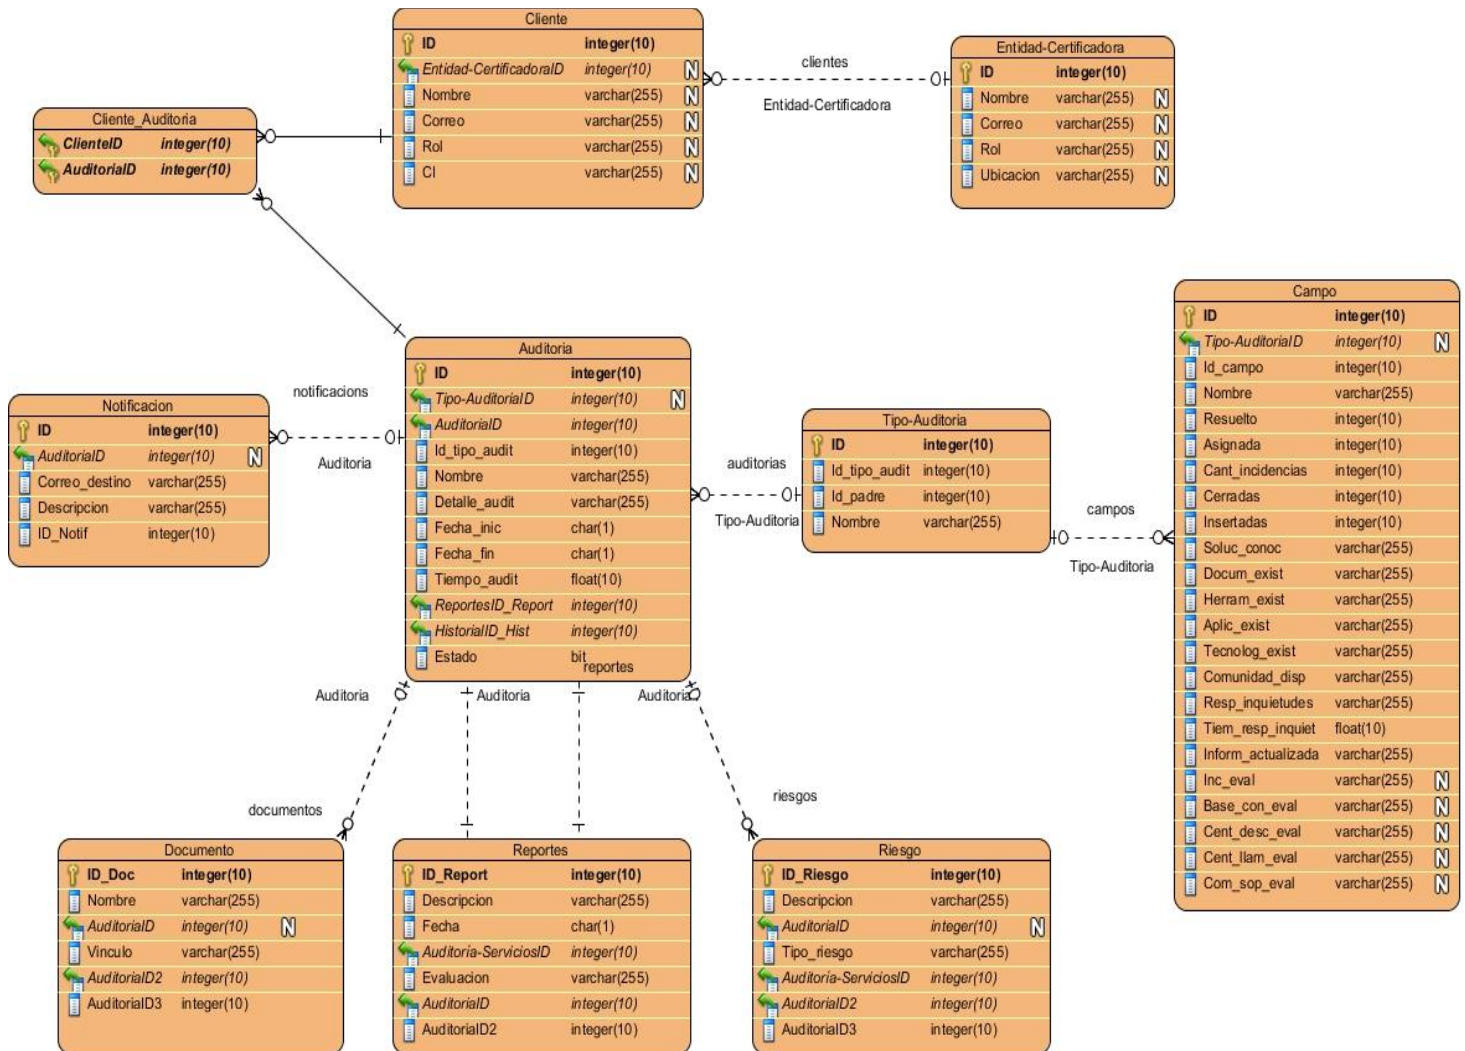 Cliente
ID integer(10)
Entidad-CertificadoraID integer(10) N
Nombre varchar(255) N
Correo varchar(255) N
Rol varchar(255) N
CI varchar(255) N
clientes
Entidad-Certificadora
Entidad-Certificadora
ID integer(10)
Nombre varchar(255) N
Correo varchar(255) N
Rol varchar(255) N
Ubicacion varchar(255) N
Cliente_Auditoria
ClienteID integer(10)
AuditoriaID integer(10)
Notificacion
ID integer(10)
AuditoriaID integer(10) N
Correo_destino varchar(255)
Descripcion varchar(255)
ID_Notif integer(10)
notificacions
Auditoria
Auditoria
ID integer(10)
Tipo-AuditoriaID integer(10) N
AuditoriaID integer(10)
Id_tipo_audit integer(10)
Nombre varchar(255)
Detalle_audit varchar(255)
Fecha_inic char(1)
Fecha_fin char(1)
Tiempo_audit float(10)
ReportesID_Report integer(10)
HistorialID_Hist integer(10)
Estado bit
reportes
auditorias
Tipo-Auditoria
Tipo-Auditoria
ID integer(10)
Id_tipo_audit integer(10)
Id_padre integer(10)
Nombre varchar(255)
campos
Tipo-Auditoria
Campo
ID integer(10)
Tipo-AuditoriaID integer(10) N
Id_campo integer(10)
Nombre varchar(255)
Resuelto integer(10)
Asignada integer(10)
Cant_incidencias integer(10)
Cerradas integer(10)
Insertadas integer(10)
Soluc_conoc varchar(255)
Docum_exist varchar(255)
Herram_exist varchar(255)
Aplic_exist varchar(255)
Tecnolog_exist varchar(255)
Comunidad_disp varchar(255)
Resp_inquietudes varchar(255)
Tiem_resp_inquiet float(10)
Inform_actualizada varchar(255)
Inc_eval varchar(255) N
Base_con_eval varchar(255) N
Cent_desc_eval varchar(255) N
Cent_llam_eval varchar(255) N
Com_sop_eval varchar(255) N
Auditoria
Auditoria
Auditoria
documentos
riesgos
Documento
ID_Doc integer(10)
Nombre varchar(255)
AuditoriaID integer(10) N
Vinculo varchar(255)
AuditoriaID2 integer(10)
AuditoriaID3 integer(10)
Reportes
ID_Report integer(10)
Descripcion varchar(255)
Fecha char(1)
Auditoría-ServiciosID integer(10)
Evaluacion varchar(255)
AuditoriaID integer(10)
AuditoriaID2 integer(10)
Riesgo
ID_Riesgo integer(10)
Descripcion varchar(255)
AuditoriaID integer(10) N
Tipo_riesgo varchar(255)
Auditoría-ServiciosID integer(10)
AuditoriaID2 integer(10)
AuditoriaID3 integer(10)